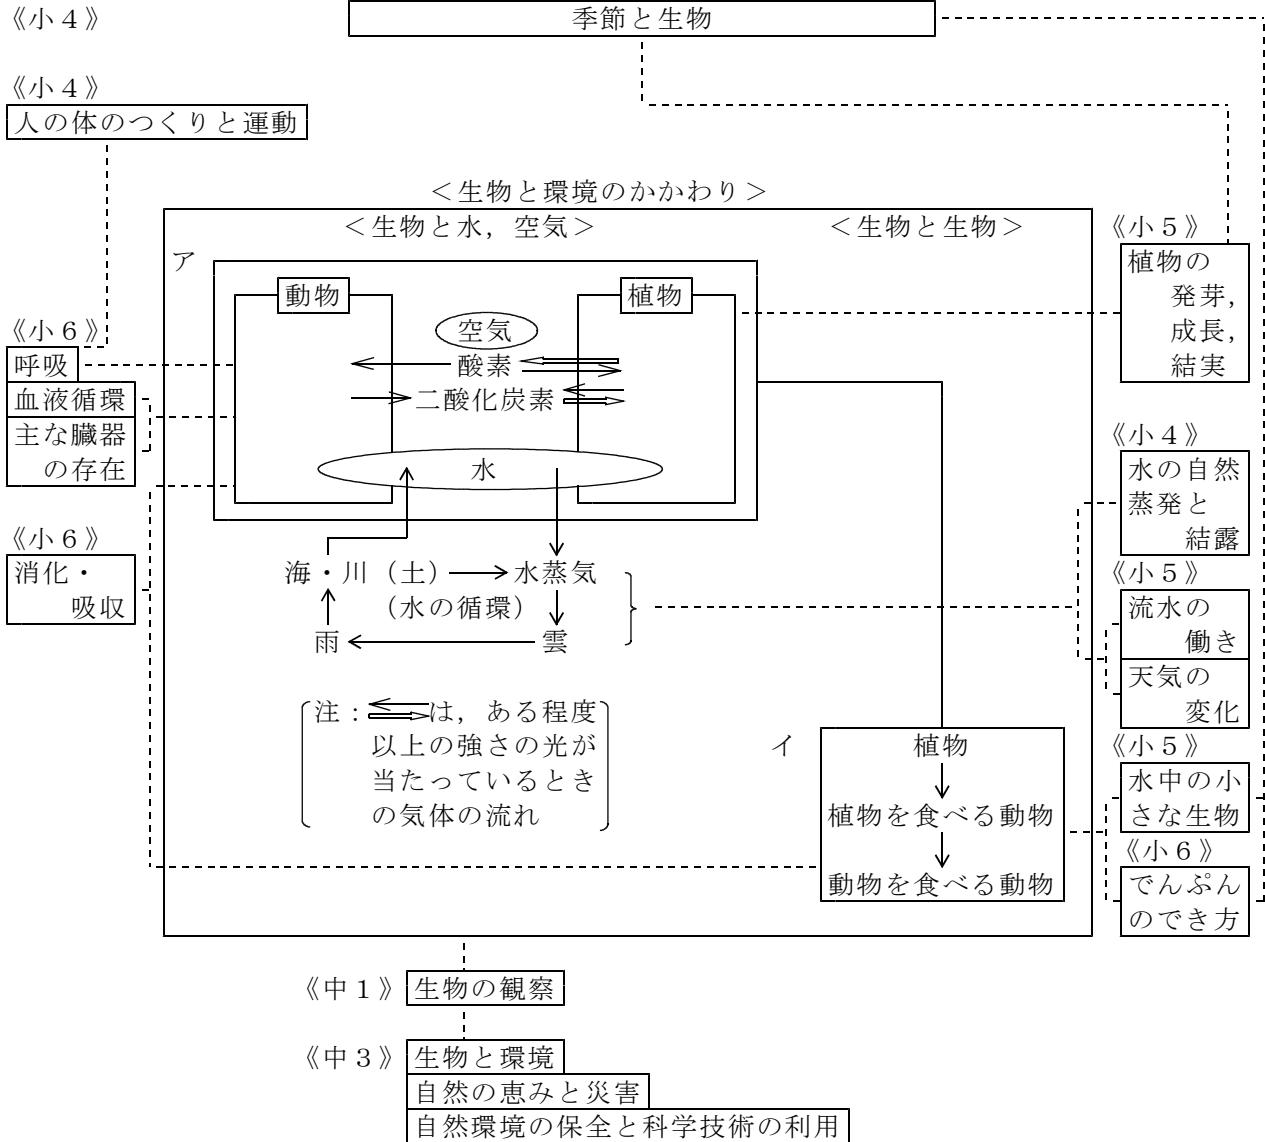 《小４》
季節と生物
《小４》
人の体のつくりと運動
＜生物と環境のかかわり＞
＜生物と水，空気＞
＜生物と生物＞
ア
動物
植物
空気
酸素
二酸化炭素
水
海・川（土）
水蒸気
（水の循環）
雨
雲
注：
は，ある程度
以上の強さの光が
当たっているとき
の気体の流れ
イ
植物
植物を食べる動物
動物を食べる動物
《小６》
呼吸
血液循環
主な臓器
の存在
《小６》
消化・
吸収
《小５》
植物の
発芽，
成長，
結実
《小４》
水の自然
蒸発と
結露
《小５》
流水の
働き
天気の
変化
《小５》
水中の小
さな生物
《小６》
でんぷん
のでき方
《中１》
生物の観察
《中３》
生物と環境
自然の恵みと災害
自然環境の保全と科学技術の利用